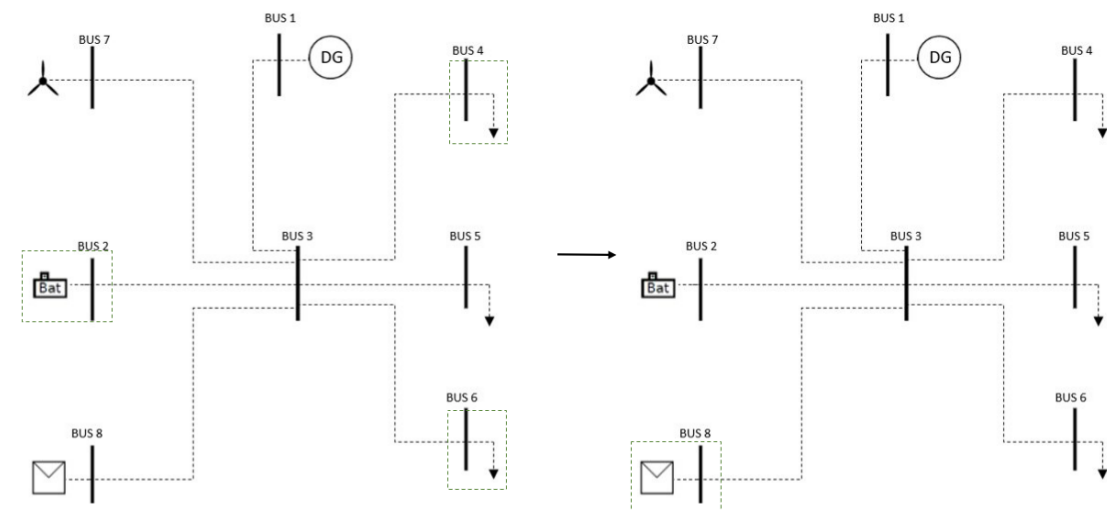 BUS 1
BUS 7
DG
BUS 4
BUS 2
BUS 3
BUS 5
Bat
BUS 6
BUS 8
BUS 1
BUS 7
DG
BUS 4
BUS 2
BUS 3
BUS 5
Bat
BUS 6
BUS 8